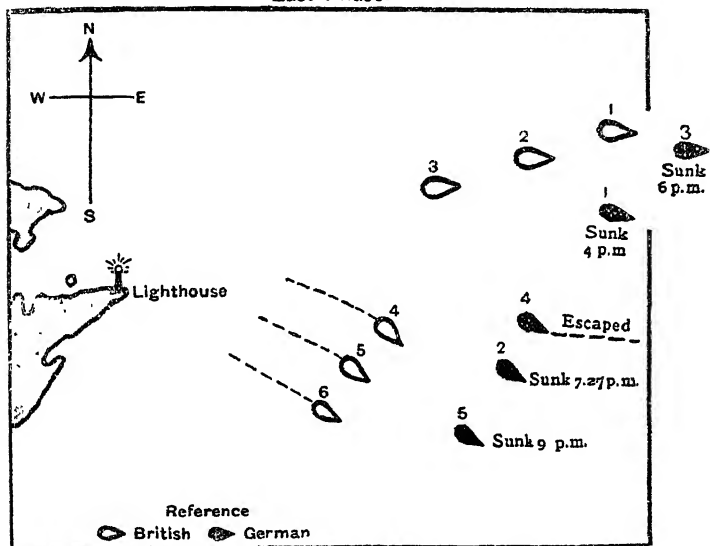 N
W E
S
1
2
3
3
Sunk
6 p.m.
1
Sunk
4 p.m
Lighthouse
4
5
6
4
Escaped
2
Sunk 7.27p.m.
5
Sunk 9 p.m.
Reference
British German